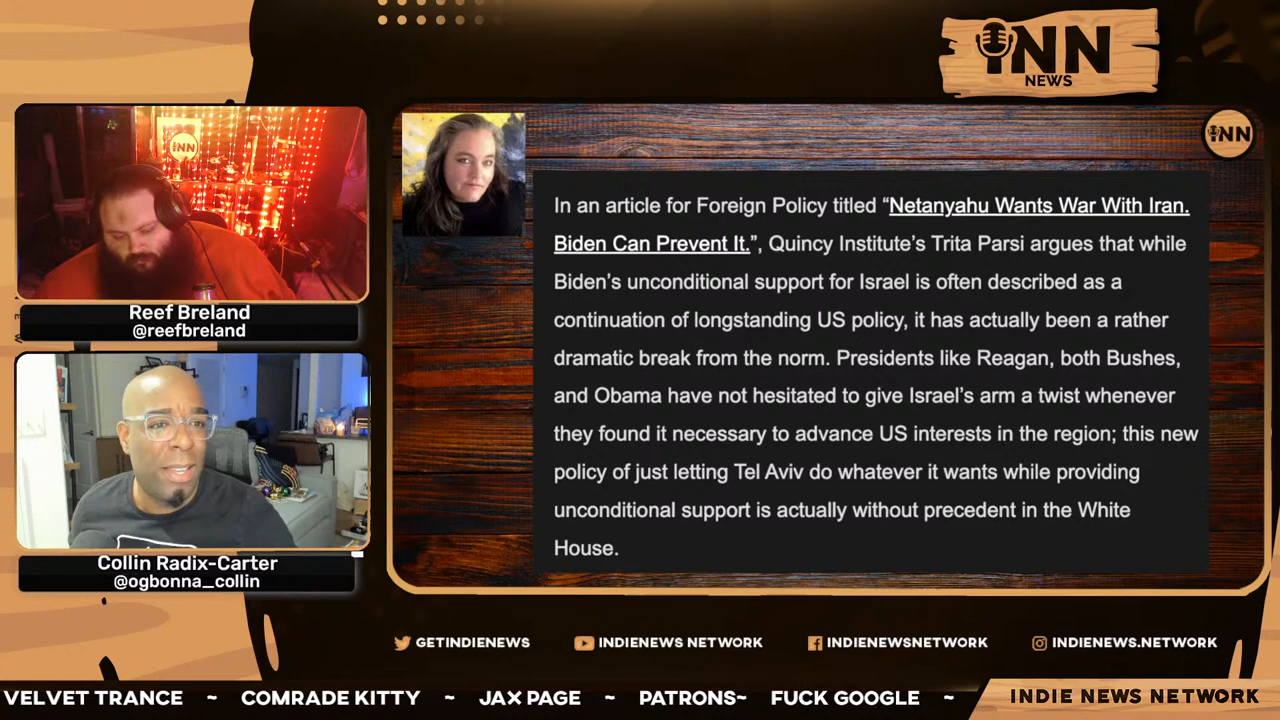 iNN
NEWS
iNN
iNN
In an article for Foreign Policy titled “Netanyahu Wants War With Iran.
Biden Can Prevent It.”, Quincy Institute’s Trita Parsi argues that while
Biden’s unconditional support for Israel is often described as a
continuation of longstanding US policy, it has actually been a rather
dramatic break from the norm. Presidents like Reagan, both Bushes,
and Obama have not hesitated to give Israel’s arm a twist whenever
they found it necessary to advance US interests in the region; this new
policy of just letting Tel Aviv do whatever it wants while providing
unconditional support is actually without precedent in the White
House.
Reef Breland
@reefbreland
Collin Radix-Carter
@ogbonna_collin
GETINDIENEWS
INDIENEWS NETWORK
INDIENEWSNETWORK
INDIENEWS.NETWORK
VELVET TRANCE ~ COMRADE KITTY ~ JAX PAGE ~ PATRONS~ FUCK GOOGLE ~
INDIE NEWS NETWORK